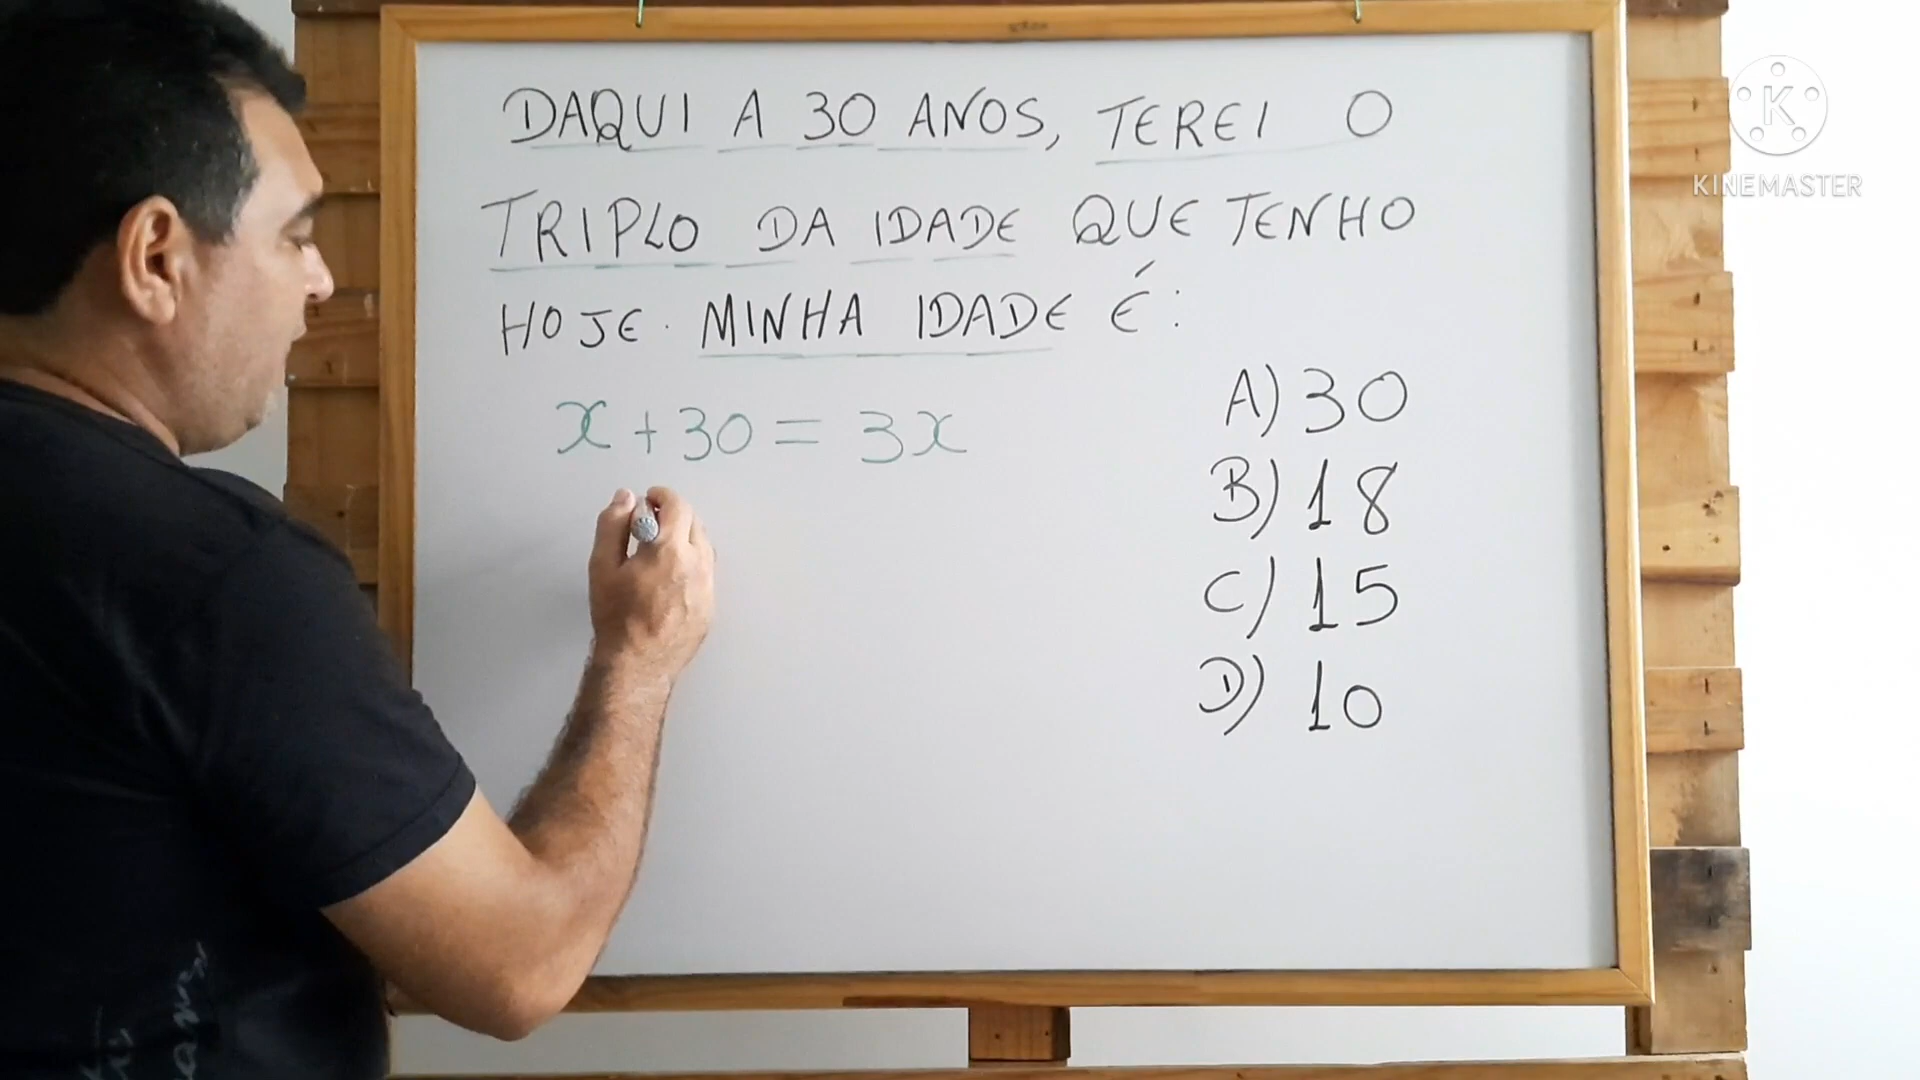 DAQUI A 30 ANOS, TEREI O
TRIPLO DA IDADE QUE TENHO
HOJE. MINHA IDADE É:
x + 30 = 3x
A) 30
B) 18
C) 15
D) 10
KINEMASTER